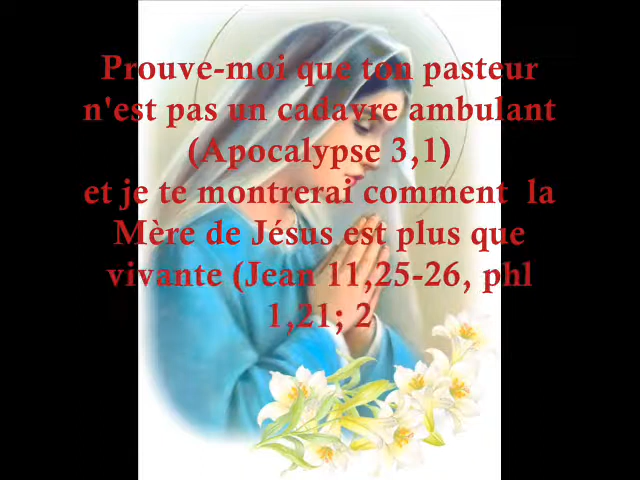 Prouve-moi que ton pasteur
n'est pas un cadavre ambulant
(Apocalypse 3,1)
et je te montrerai comment  la
Mère de Jésus est plus que
vivante (Jean 11,25-26, phl
1,21; 2